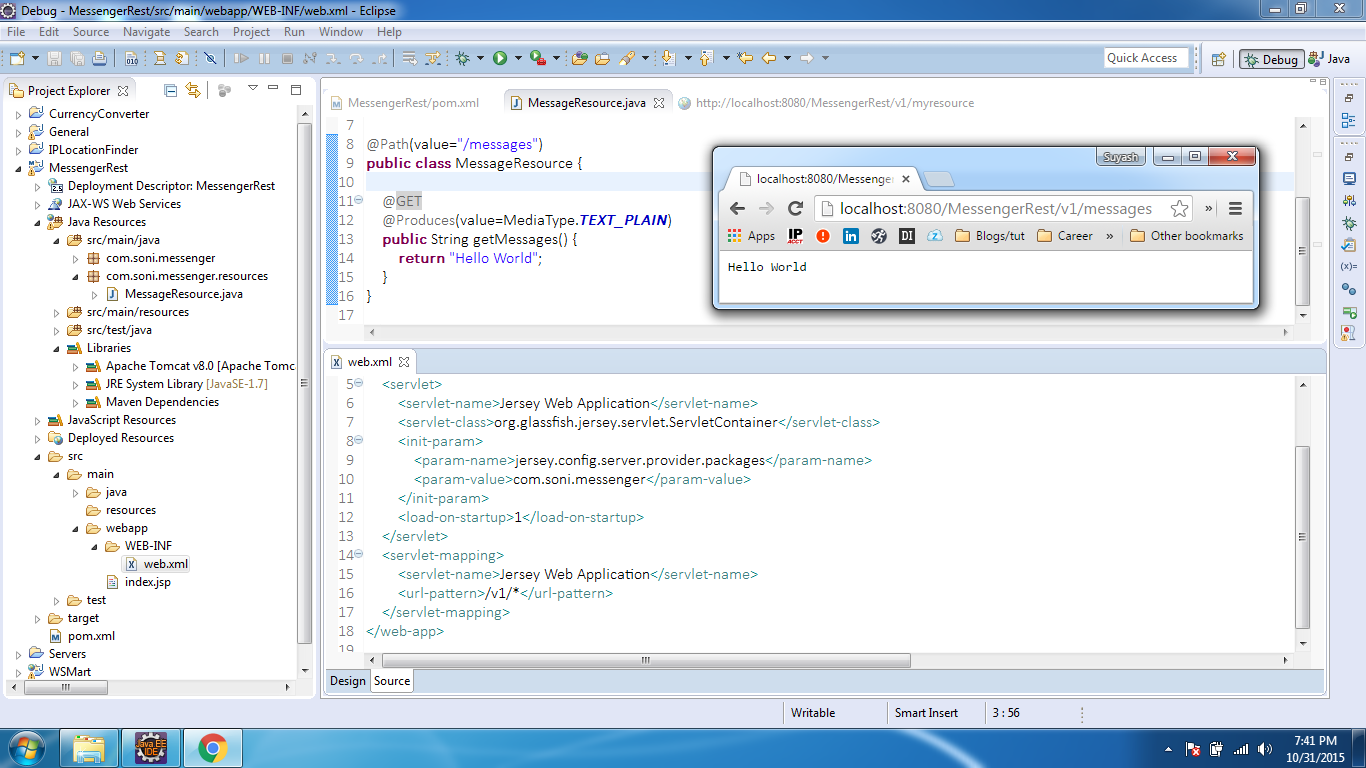 Debug - MessengerRest/src/main/webapp/WEB-INF/web.xml - Eclipse
File Edit Source Navigate Search Project Run Window Help
Quick Access
Debug
Java
Project Explorer
CurrencyConverter
General
IPLocationFinder
MessengerRest
Deployment Descriptor: MessengerRest
JAX-WS Web Services
Java Resources
src/main/java
com.soni.messenger
com.soni.messenger.resources
MessageResource.java
src/main/resources
src/test/java
Libraries
Apache Tomcat v8.0 [Apache Tomc
JRE System Library [JavaSE-1.7]
Maven Dependencies
JavaScript Resources
Deployed Resources
src
main
java
resources
webapp
WEB-INF
web.xml
index.jsp
test
target
pom.xml
Servers
WSMart
MessengerRest/pom.xml
MessageResource.java
http://localhost:8080/MessengerRest/v1/myresource
7
8 @Path(value="/messages")
9 public class MessageResource {
10
11 @GET
12 @Produces(value=MediaType.TEXT_PLAIN)
13 public String getMessages() {
14 return "Hello World";
15 }
16 }
17
Suyash
localhost:8080/Messenger
localhost:8080/MessengerRest/v1/messages
Apps
IP
ACCT
in
DI
Blogs/tut
Career
»
Other bookmarks
Hello World
web.xml
5 <servlet>
6 <servlet-name>Jersey Web Application</servlet-name>
7 <servlet-class>org.glassfish.jersey.servlet.ServletContainer</servlet-class>
8 <init-param>
9 <param-name>jersey.config.server.provider.packages</param-name>
10 <param-value>com.soni.messenger</param-value>
11 </init-param>
12 <load-on-startup>1</load-on-startup>
13 </servlet>
14 <servlet-mapping>
15 <servlet-name>Jersey Web Application</servlet-name>
16 <url-pattern>/v1/*</url-pattern>
17 </servlet-mapping>
18 </web-app>
19
Design
Source
(x)=
Writable
Smart Insert
3 : 56
Java EE
IDE
7:41 PM
10/31/2015